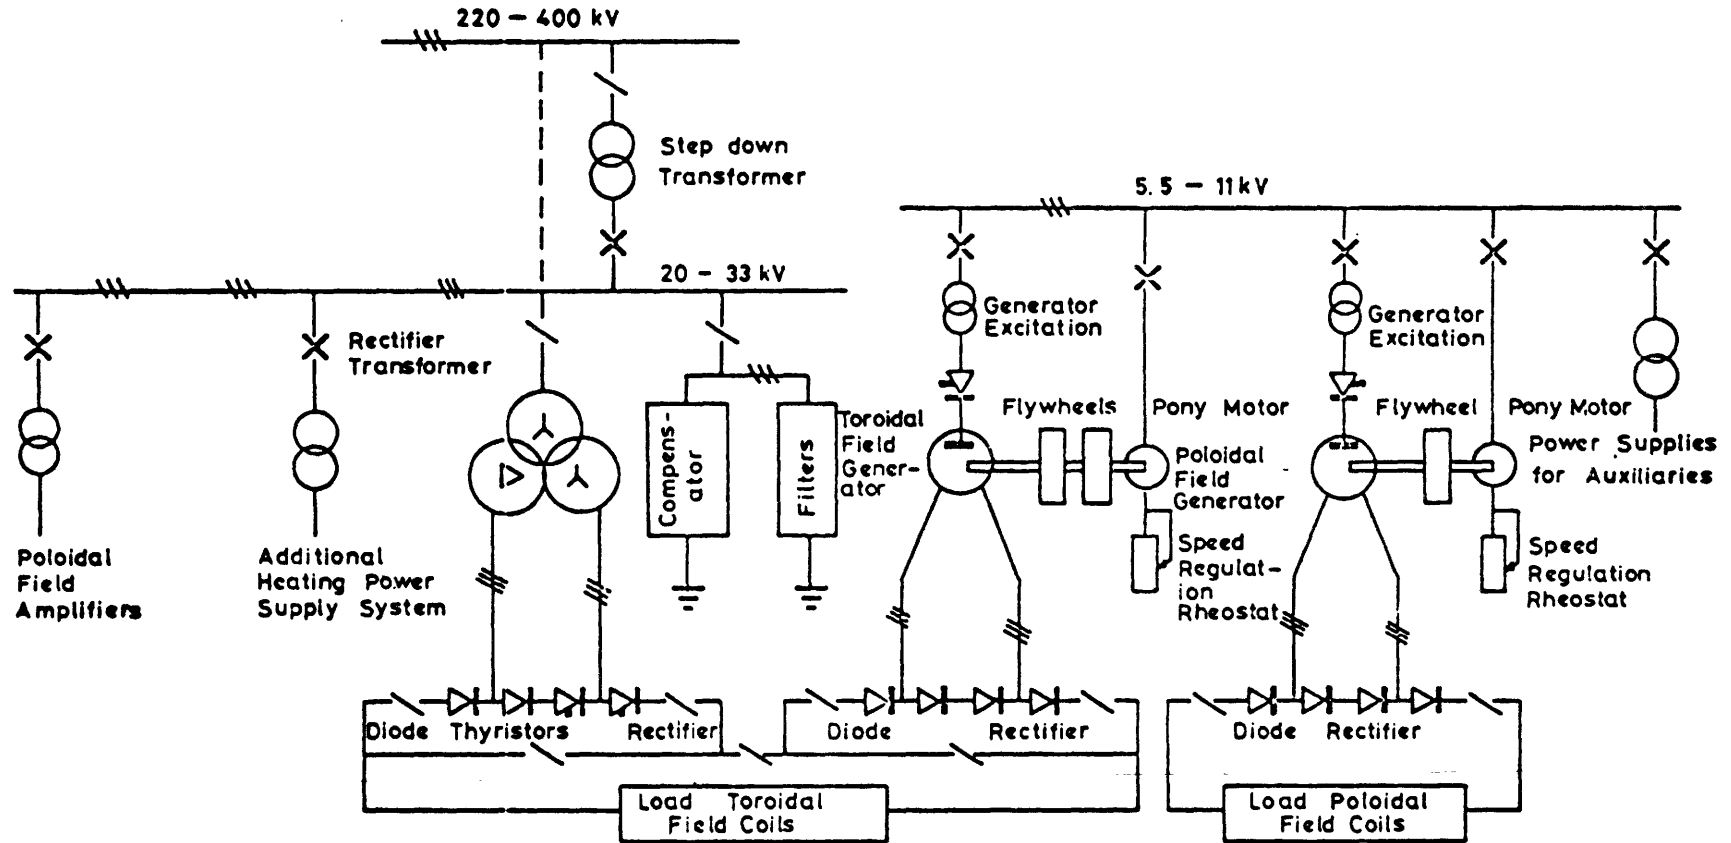 220 – 400 kV
Step down
Transformer
5.5 – 11 kV
20 – 33 kV
Rectifier
Transformer
Generator
Excitation
Generator
Excitation
Compens-
ator
Filters
Toroidal
Field
Gener-
ator
Flywheels
Pony Motor
Poloidal
Field
Generator
Flywheel
Pony Motor
Power Supplies
for Auxiliaries
Poloidal
Field
Amplifiers
Additional
Heating Power
Supply System
Speed
Regulat-
ion
Rheostat
Speed
Regulation
Rheostat
Diode Thyristors Rectifier
Diode Rectifier
Diode Rectifier
Load Toroidal
Field Coils
Load Poloidal
Field Coils